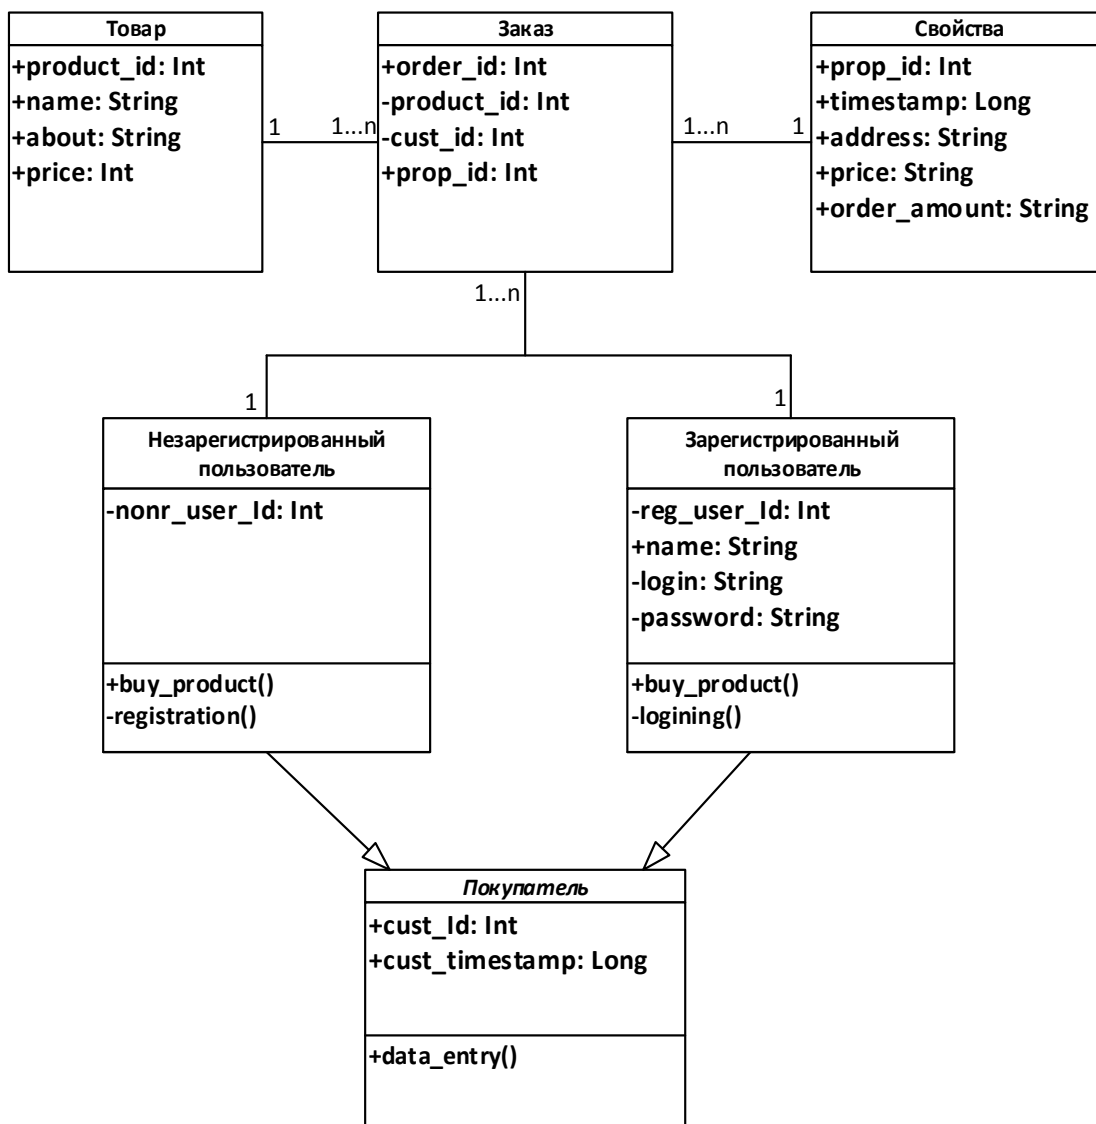 Товар
+product_id: Int
+name: String
+about: String
+price: Int
1
1...n
Заказ
+order_id: Int
-product_id: Int
-cust_id: Int
+prop_id: Int
1...n
1
Свойства
+prop_id: Int
+timestamp: Long
+address: String
+price: String
+order_amount: String
1...n
1
1
Незарегистрированный
пользователь
-nonr_user_Id: Int
+buy_product()
-registration()
Зарегистрированный
пользователь
-reg_user_Id: Int
+name: String
-login: String
-password: String
+buy_product()
-logining()
Покупатель
+cust_Id: Int
+cust_timestamp: Long
+data_entry()